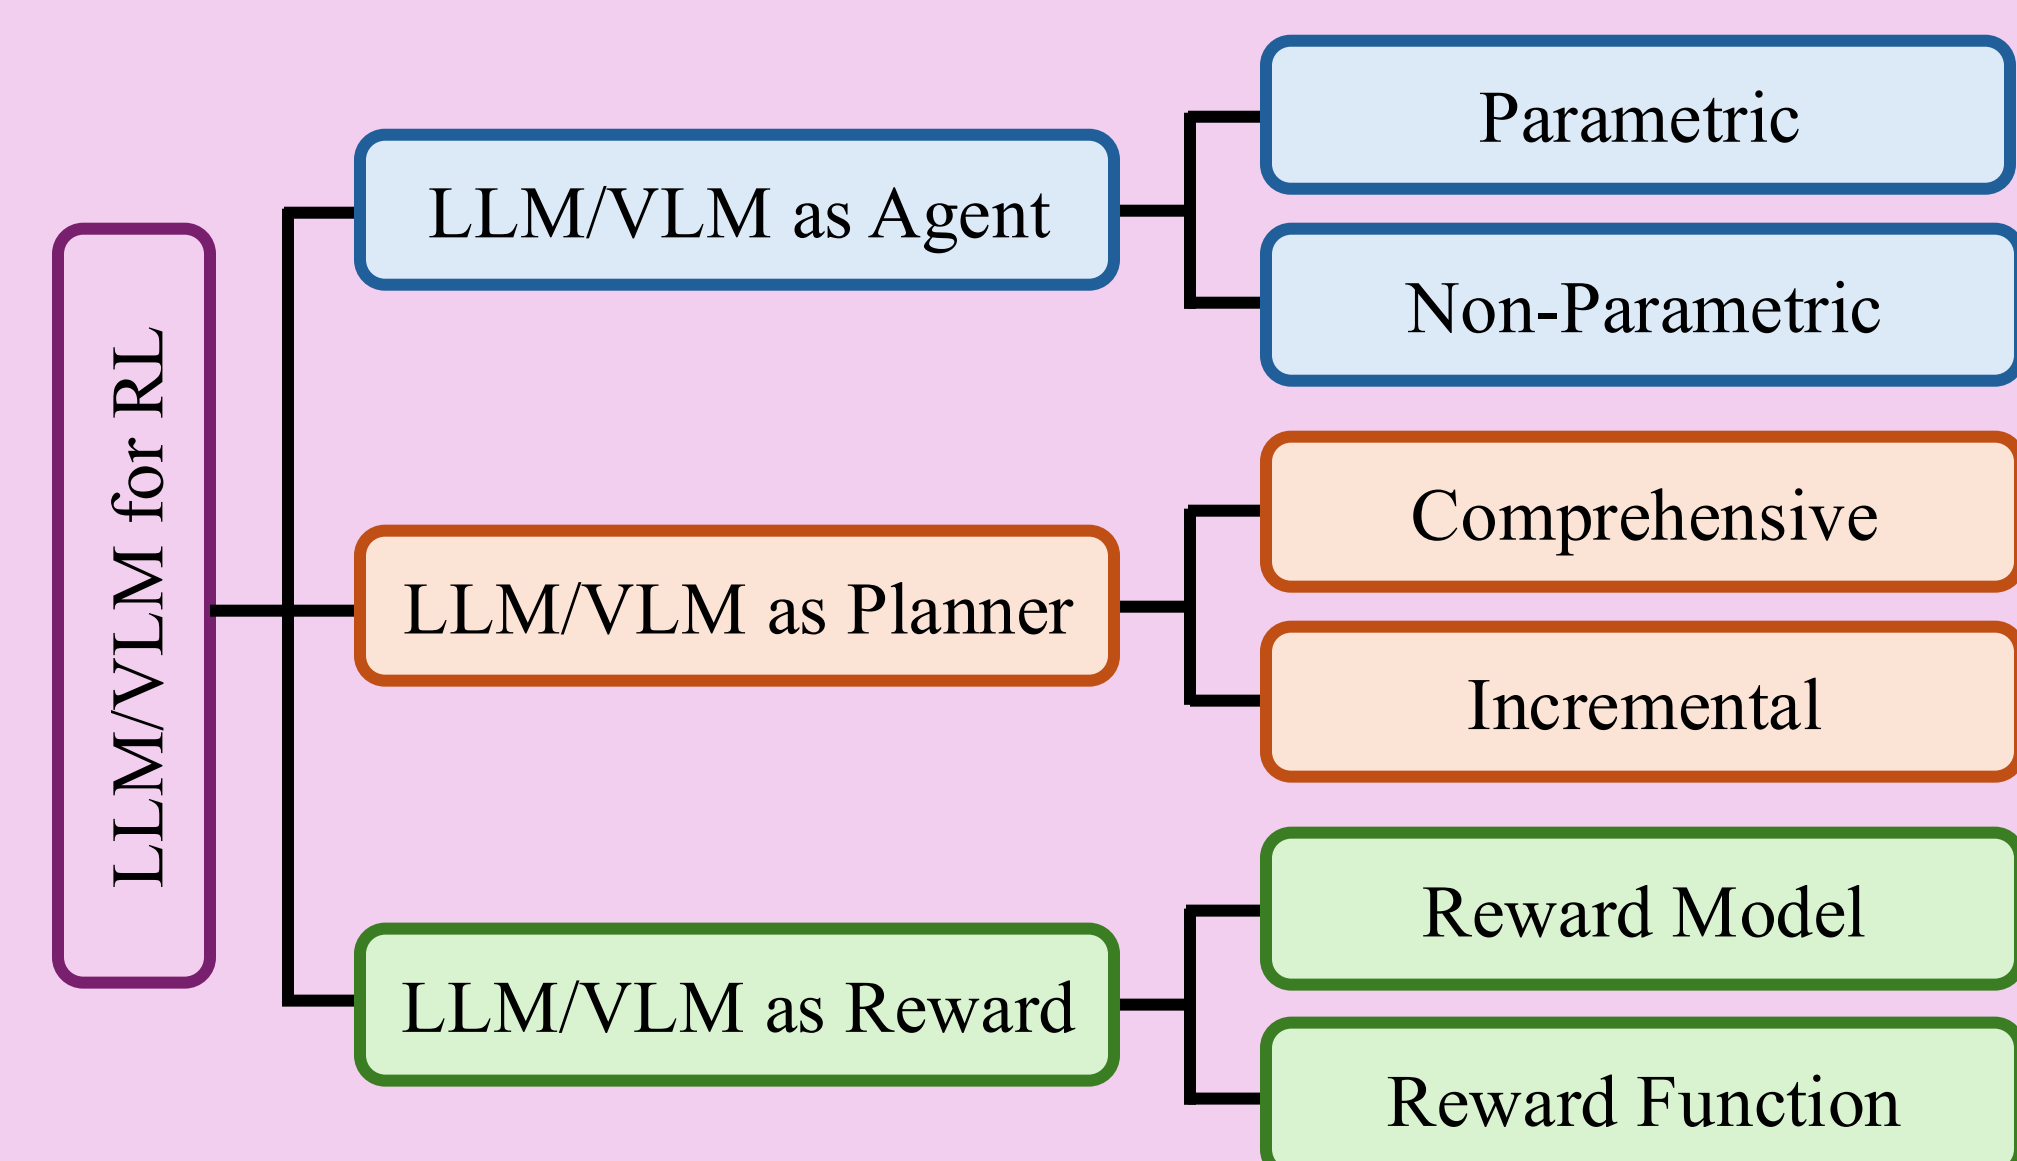 LLM/VLM for RL
LLM/VLM as Agent
Parametric
Non-Parametric
LLM/VLM as Planner
Comprehensive
Incremental
LLM/VLM as Reward
Reward Model
Reward Function